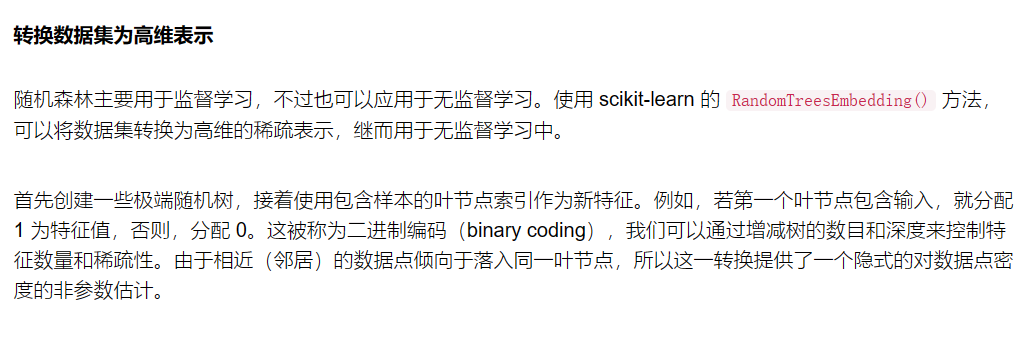 转换数据集为高维表示
随机森林主要用于监督学习，不过也可以应用于无监督学习。使用 scikit-learn 的 RandomTreesEmbedding() 方法，
可以将数据集转换为高维的稀疏表示，继而用于无监督学习中。
首先创建一些极端随机树，接着使用包含样本的叶节点索引作为新特征。例如，若第一个叶节点包含输入，就分配
1 为特征值，否则，分配 0。这被称为二进制编码（binary coding），我们可以通过增减树的数目和深度来控制特
征数量和稀疏性。由于相近（邻居）的数据点倾向于落入同一叶节点，所以这一转换提供了一个隐式的对数据点密
度的非参数估计。